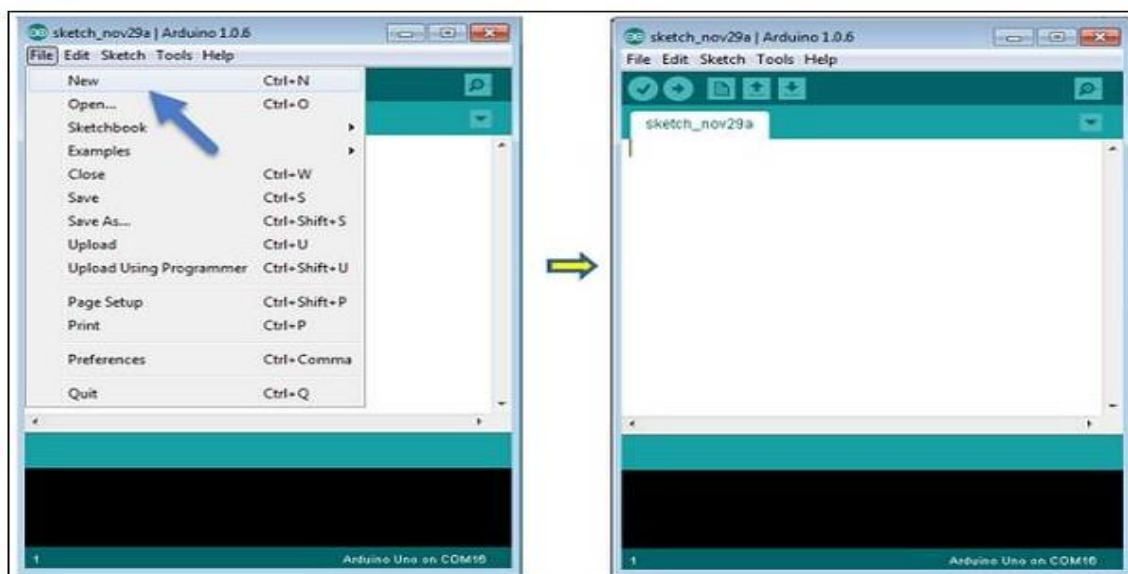 sketch_nov29a | Arduino 1.0.6
File Edit Sketch Tools Help
New Ctrl+N
Open... Ctrl+O
Sketchbook
Examples
Close Ctrl+W
Save Ctrl+S
Save As... Ctrl+Shift+S
Upload Ctrl+U
Upload Using Programmer Ctrl+Shift+U
Page Setup Ctrl+Shift+P
Print Ctrl+P
Preferences Ctrl+Comma
Quit Ctrl+Q
1 Arduino Uno on COM16
sketch_nov29a | Arduino 1.0.6
File Edit Sketch Tools Help
sketch_nov29a
1 Arduino Uno on COM16